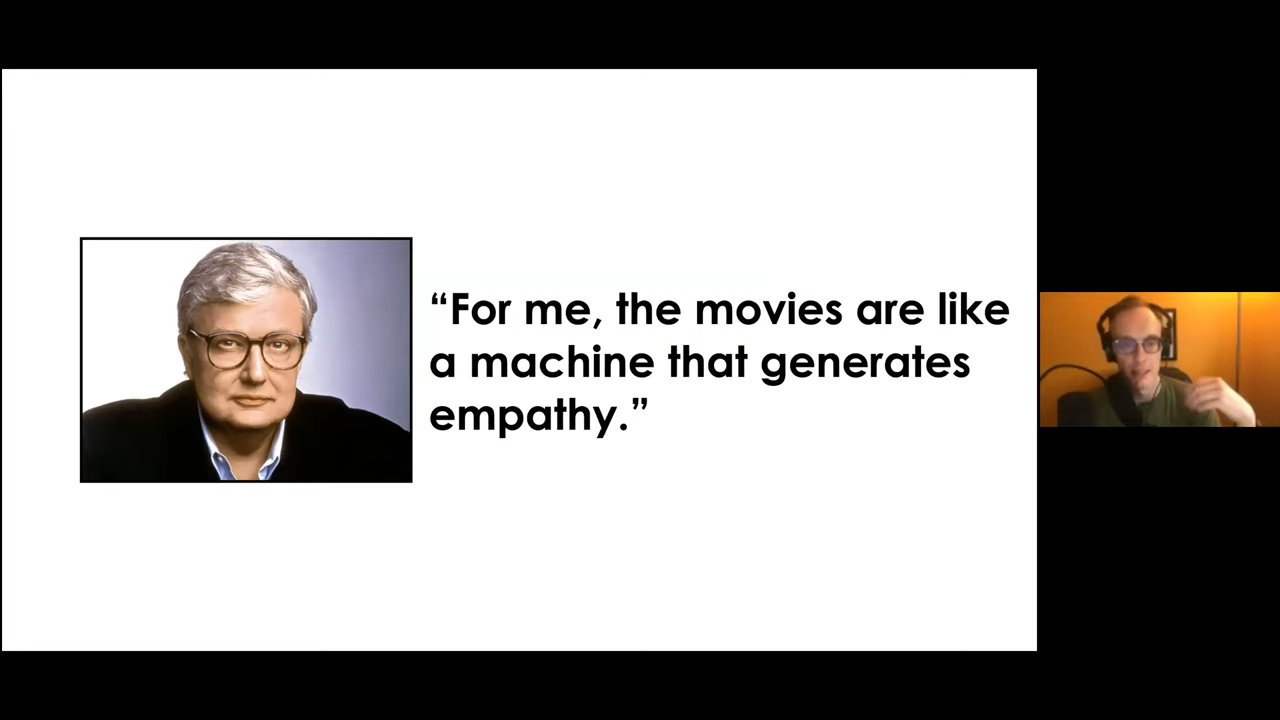 “For me, the movies are like
a machine that generates
empathy.”